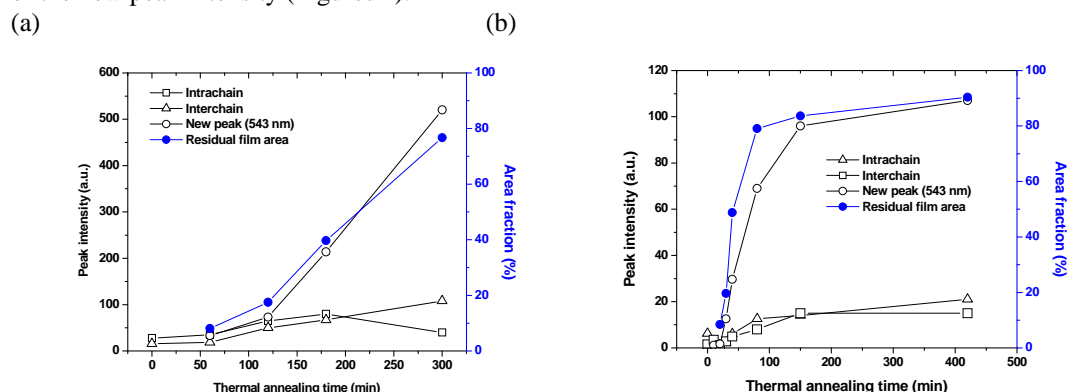 (a)
(b)
600
500
400
300
200
100
0
100
80
60
40
20
0
Intrachain
Interchain
New peak (543 nm)
Residual film area
Peak intensity (a.u.)
Area fraction (%)
0 50 100 150 200 250 300
Thermal annealing time (min)
120
100
80
60
40
20
0
100
80
60
40
20
0
Intrachain
Interchain
New peak (543 nm)
Residual film area
Peak intensity (a.u.)
Area fraction (%)
0 100 200 300 400 500
Thermal annealing time (min)